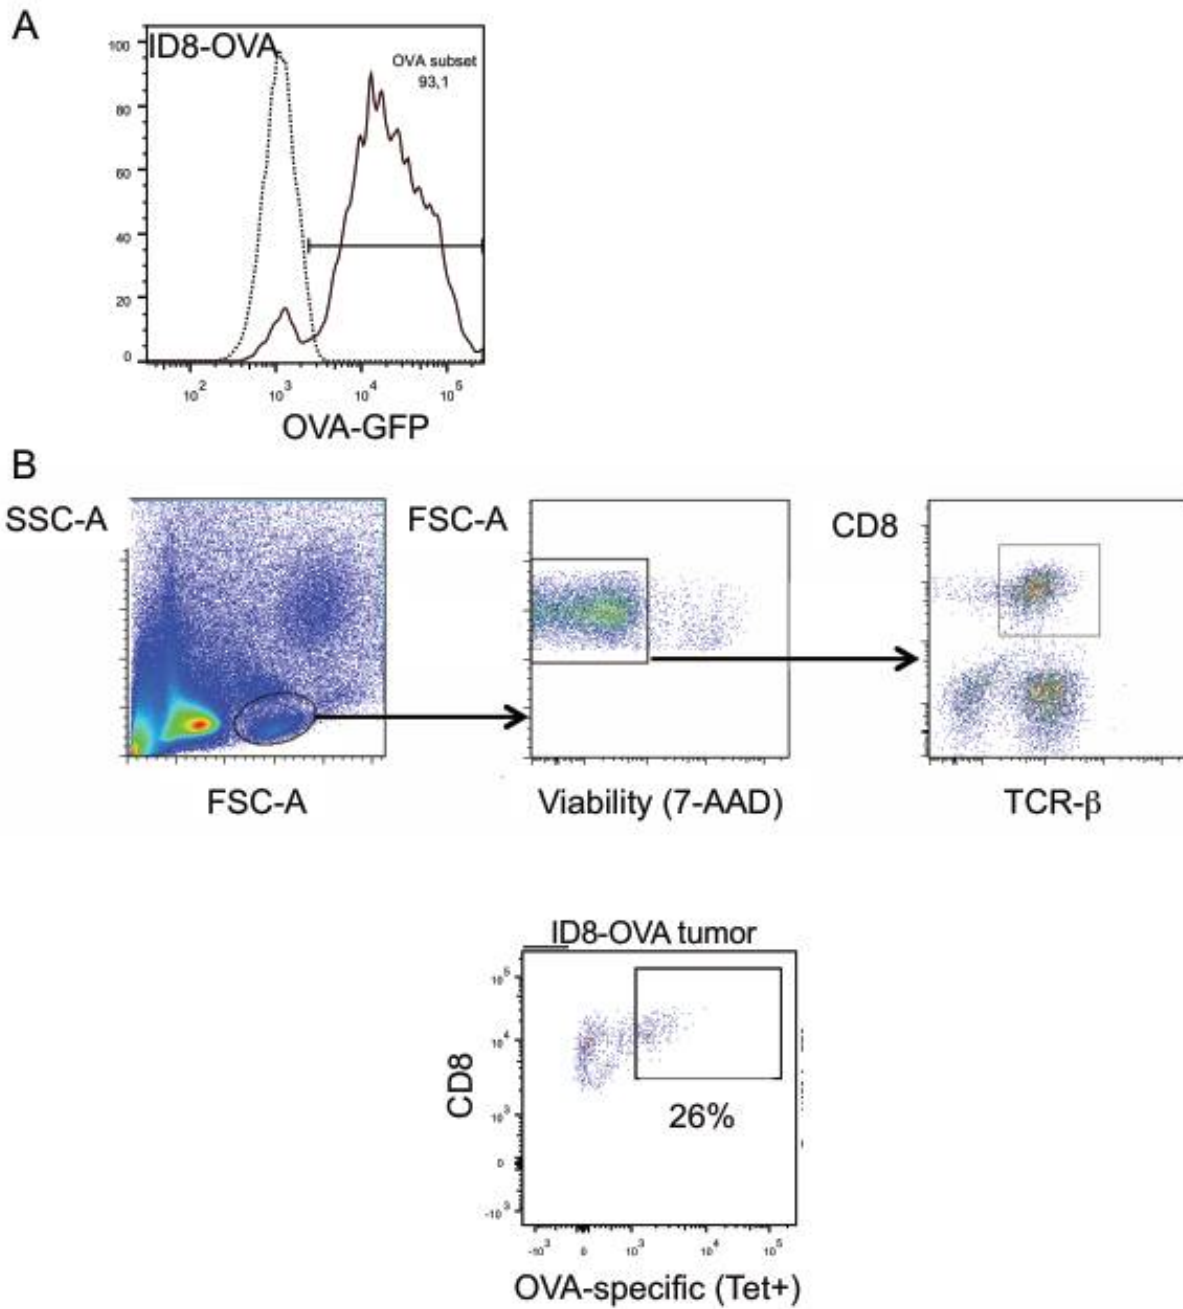 A
ID8-OVA
OVA subset
93,1
100
80
60
40
20
0
10^2 10^3 10^4 10^5
OVA-GFP
B
SSC-A
FSC-A
CD8
FSC-A
Viability (7-AAD)
TCR-β
ID8-OVA tumor
10^5
10^4
10^3
0
-10^3
CD8
26%
-10^3 0 10^3 10^4 10^5
OVA-specific (Tet+)